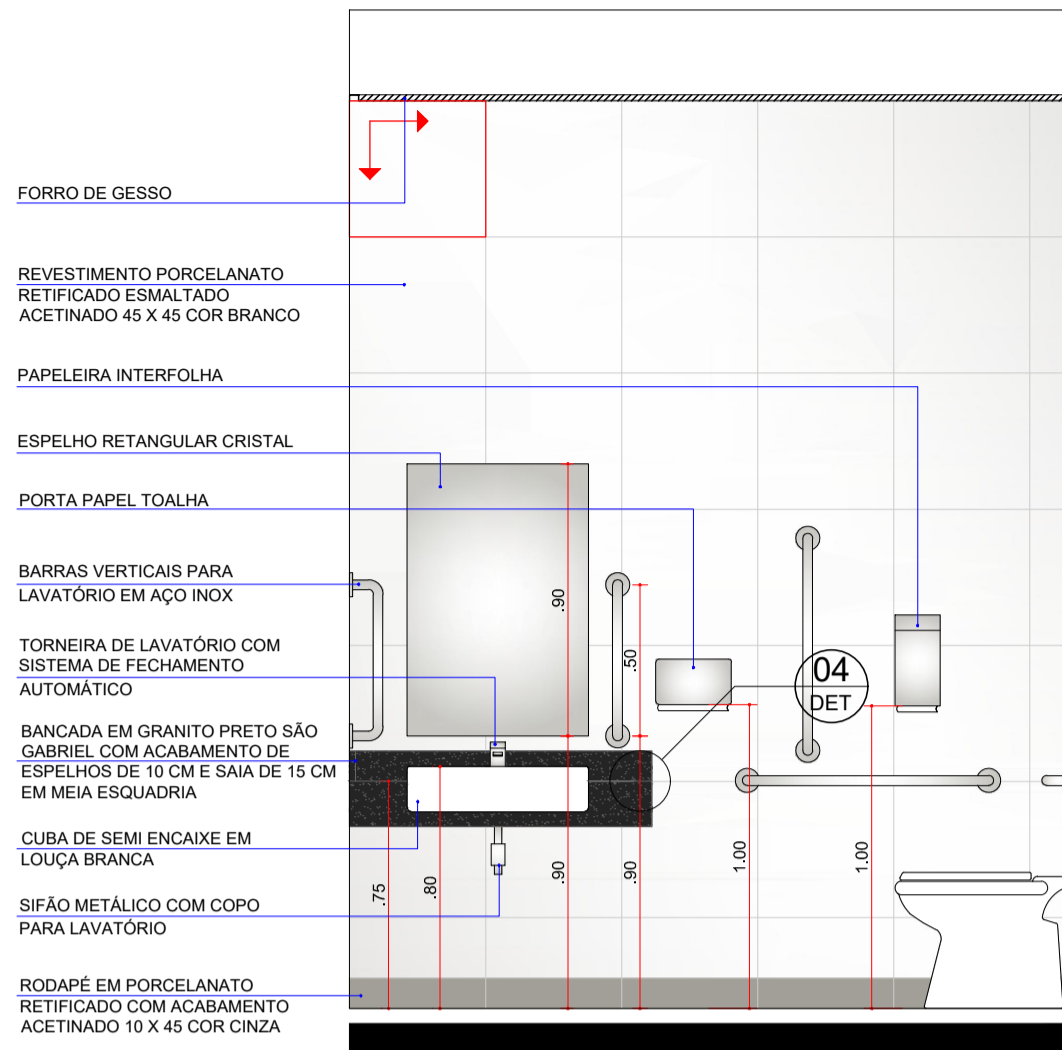 FORRO DE GESSO
REVESTIMENTO PORCELANATO
RETIFICADO ESMALTADO
ACETINADO 45 X 45 COR BRANCO
PAPELEIRA INTERFOLHA
ESPELHO RETANGULAR CRISTAL
PORTA PAPEL TOALHA
BARRAS VERTICAIS PARA
LAVATÓRIO EM AÇO INOX
TORNEIRA DE LAVATÓRIO COM
SISTEMA DE FECHAMENTO
AUTOMÁTICO
BANCADA EM GRANITO PRETO SÃO
GABRIEL COM ACABAMENTO DE
ESPELHOS DE 10 CM E SAIA DE 15 CM
EM MEIA ESQUADRIA
CUBA DE SEMI ENCAIXE EM
LOUÇA BRANCA
SIFÃO METÁLICO COM COPO
PARA LAVATÓRIO
RODAPÉ EM PORCELANATO
RETIFICADO COM ACABAMENTO
ACETINADO 10 X 45 COR CINZA
.90
.50
04
DET
.75
.80
.90
.90
1.00
1.00